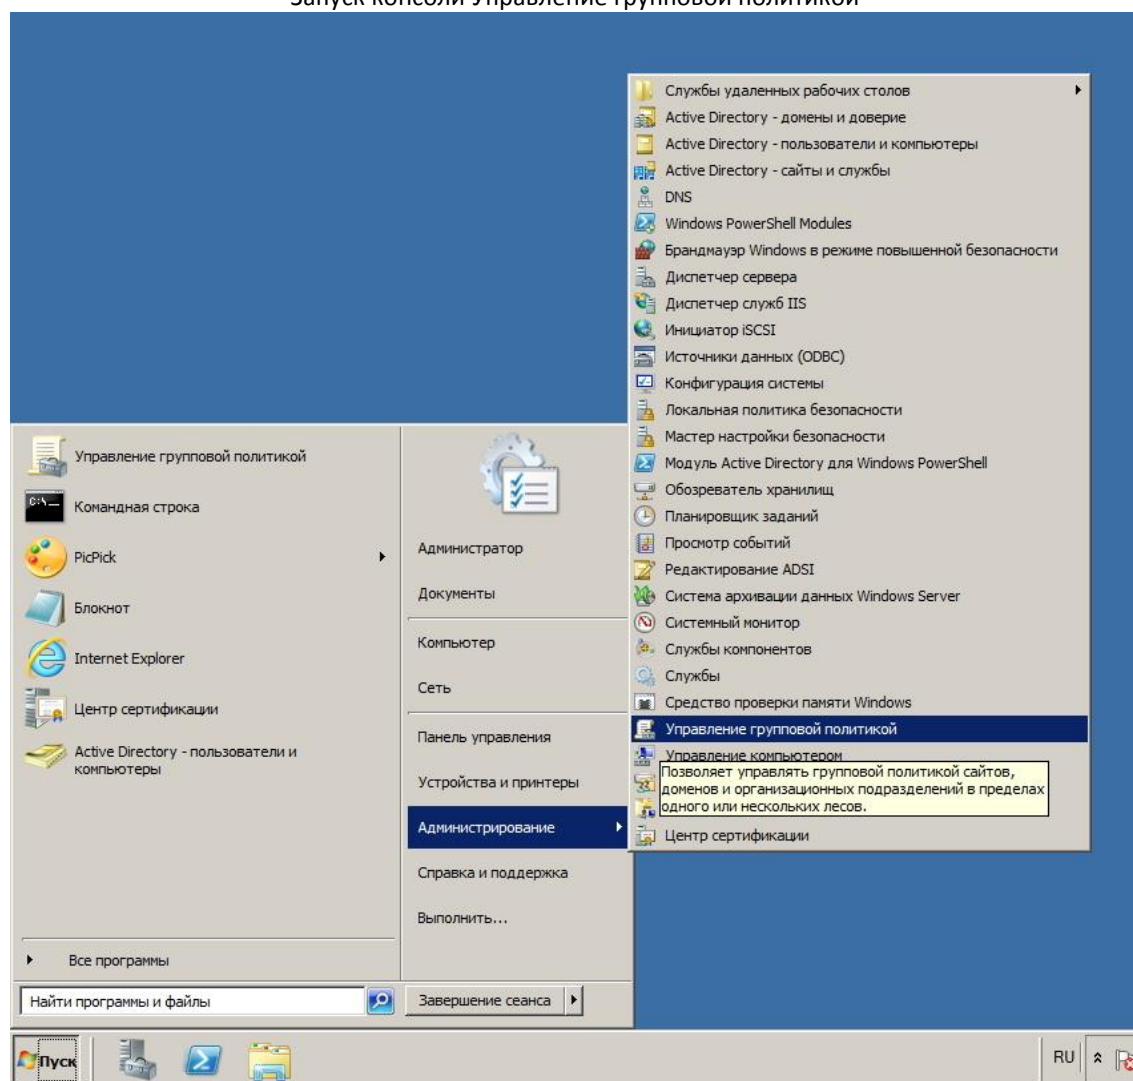 Запуск консоли Управление групповой политикой
Службы удаленных рабочих столов
Active Directory - домены и доверие
Active Directory - пользователи и компьютеры
Active Directory - сайты и службы
DNS
Windows PowerShell Modules
Брандмауэр Windows в режиме повышенной безопасности
Диспетчер сервера
Диспетчер служб IIS
Инициатор iSCSI
Источники данных (ODBC)
Конфигурация системы
Локальная политика безопасности
Мастер настройки безопасности
Модуль Active Directory для Windows PowerShell
Обозреватель хранилищ
Планировщик заданий
Просмотр событий
Редактирование ADSI
Система архивации данных Windows Server
Системный монитор
Службы компонентов
Службы
Средство проверки памяти Windows
Управление групповой политикой
Управление компьютером
Позволяет управлять групповой политикой сайтов,
доменов и организационных подразделений в пределах
одного или нескольких лесов.
Центр сертификации
Управление групповой политикой
Командная строка
PicPick
Блокнот
Internet Explorer
Центр сертификации
Active Directory - пользователи и
компьютеры
Все программы
Найти программы и файлы
Администратор
Документы
Компьютер
Сеть
Панель управления
Устройства и принтеры
Администрирование
Справка и поддержка
Выполнить...
Завершение сеанса
Пуск
RU